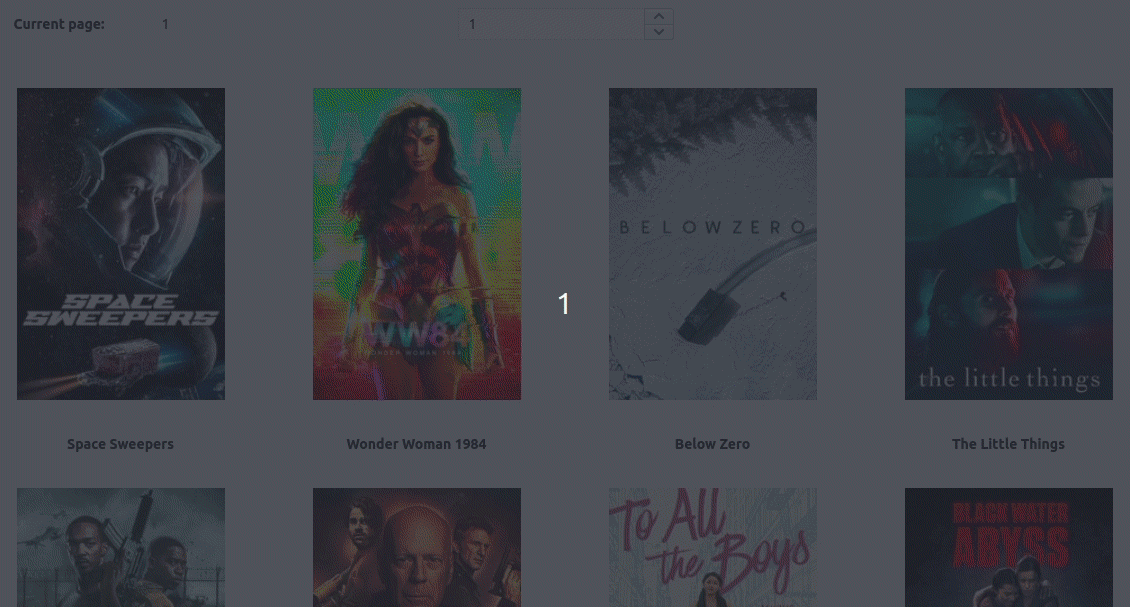 Current page: 1 1
SPACE
SWEEPERS
WW84
WONDER WOMAN 1984
BELOW ZERO
the little things
1
Space Sweepers Wonder Woman 1984 Below Zero The Little Things
To All
the Boys
BLACK WATER
ABYSS